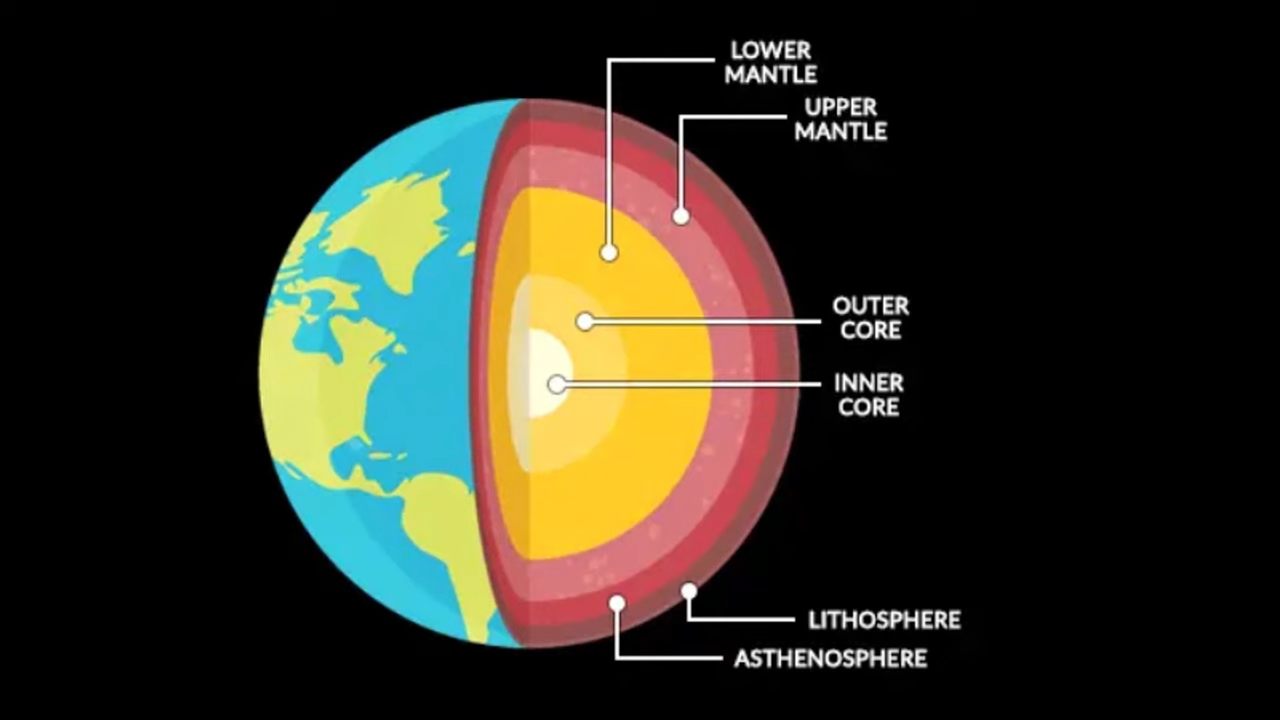 LOWER
MANTLE
UPPER
MANTLE
OUTER
CORE
INNER
CORE
LITHOSPHERE
ASTHENOSPHERE